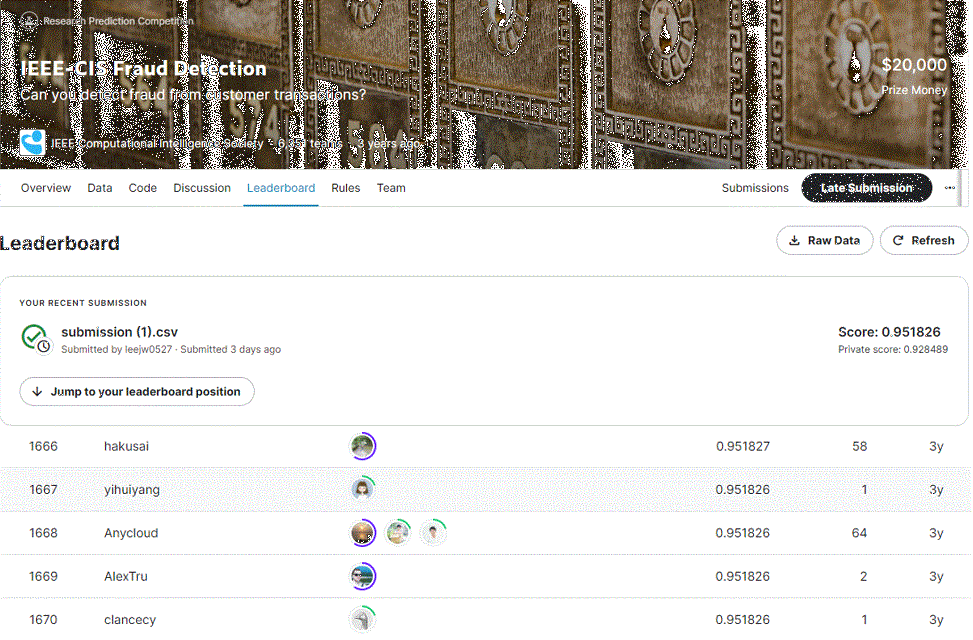 Research Prediction Competition
IEEE-CIS Fraud Detection
Can you detect fraud from customer transactions?
$20,000
Prize Money
574
584
IEEE Computational Intelligence Society · 6,351 teams · 3 years ago
Overview Data Code Discussion Leaderboard Rules Team Submissions Late Submission ...
Leaderboard
Raw Data Refresh
YOUR RECENT SUBMISSION
submission (1).csv
Submitted by leejw0527 · Submitted 3 days ago
Score: 0.951826
Private score: 0.928489
Jump to your leaderboard position
1666 hakusai 0.951827 58 3y
1667 yihuiyang 0.951826 1 3y
1668 Anycloud 0.951826 64 3y
1669 AlexTru 0.951826 2 3y
1670 clancecy 0.951826 1 3y